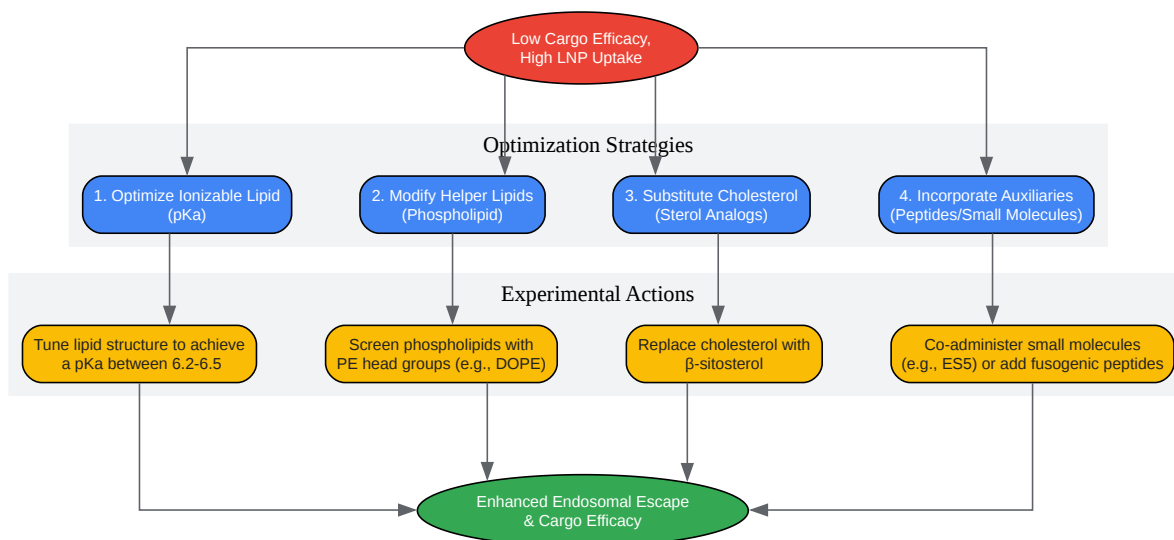 Low Cargo Efficacy,
High LNP Uptake
Optimization Strategies
1. Optimize Ionizable Lipid
(pKa)
2. Modify Helper Lipids
(Phospholipid)
3. Substitute Cholesterol
(Sterol Analogs)
4. Incorporate Auxiliaries
(Peptides/Small Molecules)
Experimental Actions
Tune lipid structure to achieve
a pKa between 6.2-6.5
Screen phospholipids with
PE head groups (e.g., DOPE)
Replace cholesterol with
β-sitosterol
Co-administer small molecules
(e.g., ES5) or add fusogenic peptides
Enhanced Endosomal Escape
& Cargo Efficacy